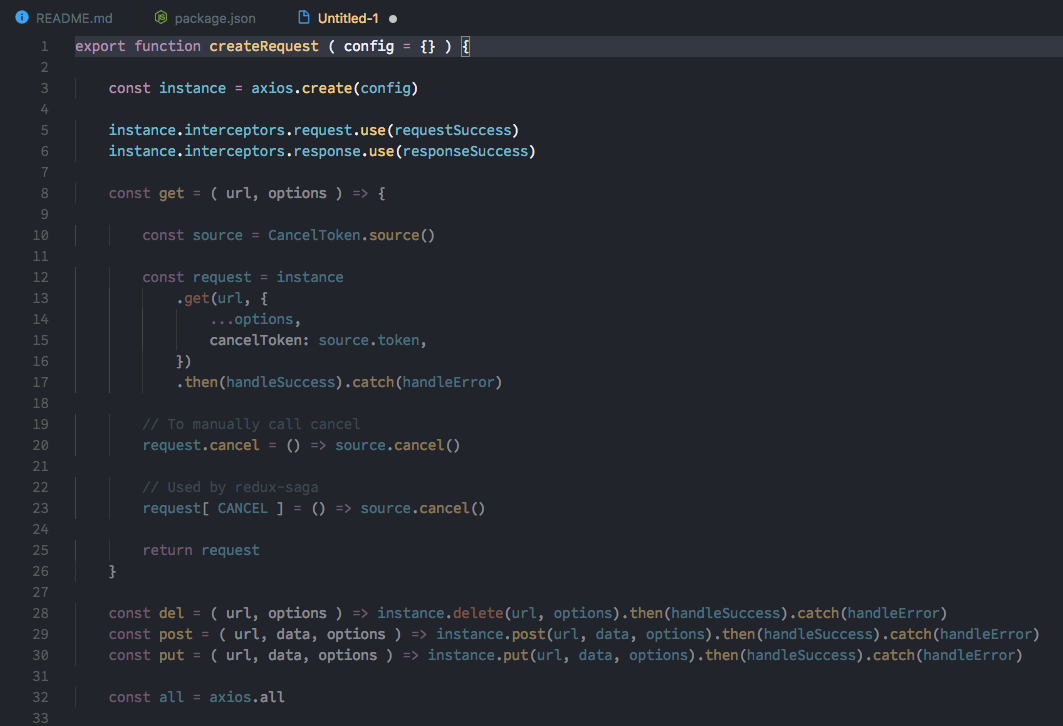 README.md package.json Untitled-1
1 export function createRequest ( config = {} ) {
2
3 const instance = axios.create(config)
4
5 instance.interceptors.request.use(requestSuccess)
6 instance.interceptors.response.use(responseSuccess)
7
8 const get = ( url, options ) => {
9
10 const source = CancelToken.source()
11
12 const request = instance
13 .get(url, {
14 ...options,
15 cancelToken: source.token,
16 })
17 .then(handleSuccess).catch(handleError)
18
19 // To manually call cancel
20 request.cancel = () => source.cancel()
21
22 // Used by redux-saga
23 request[ CANCEL ] = () => source.cancel()
24
25 return request
26 }
27
28 const del = ( url, options ) => instance.delete(url, options).then(handleSuccess).catch(handleError)
29 const post = ( url, data, options ) => instance.post(url, data, options).then(handleSuccess).catch(handleError)
30 const put = ( url, data, options ) => instance.put(url, data, options).then(handleSuccess).catch(handleError)
31
32 const all = axios.all
33